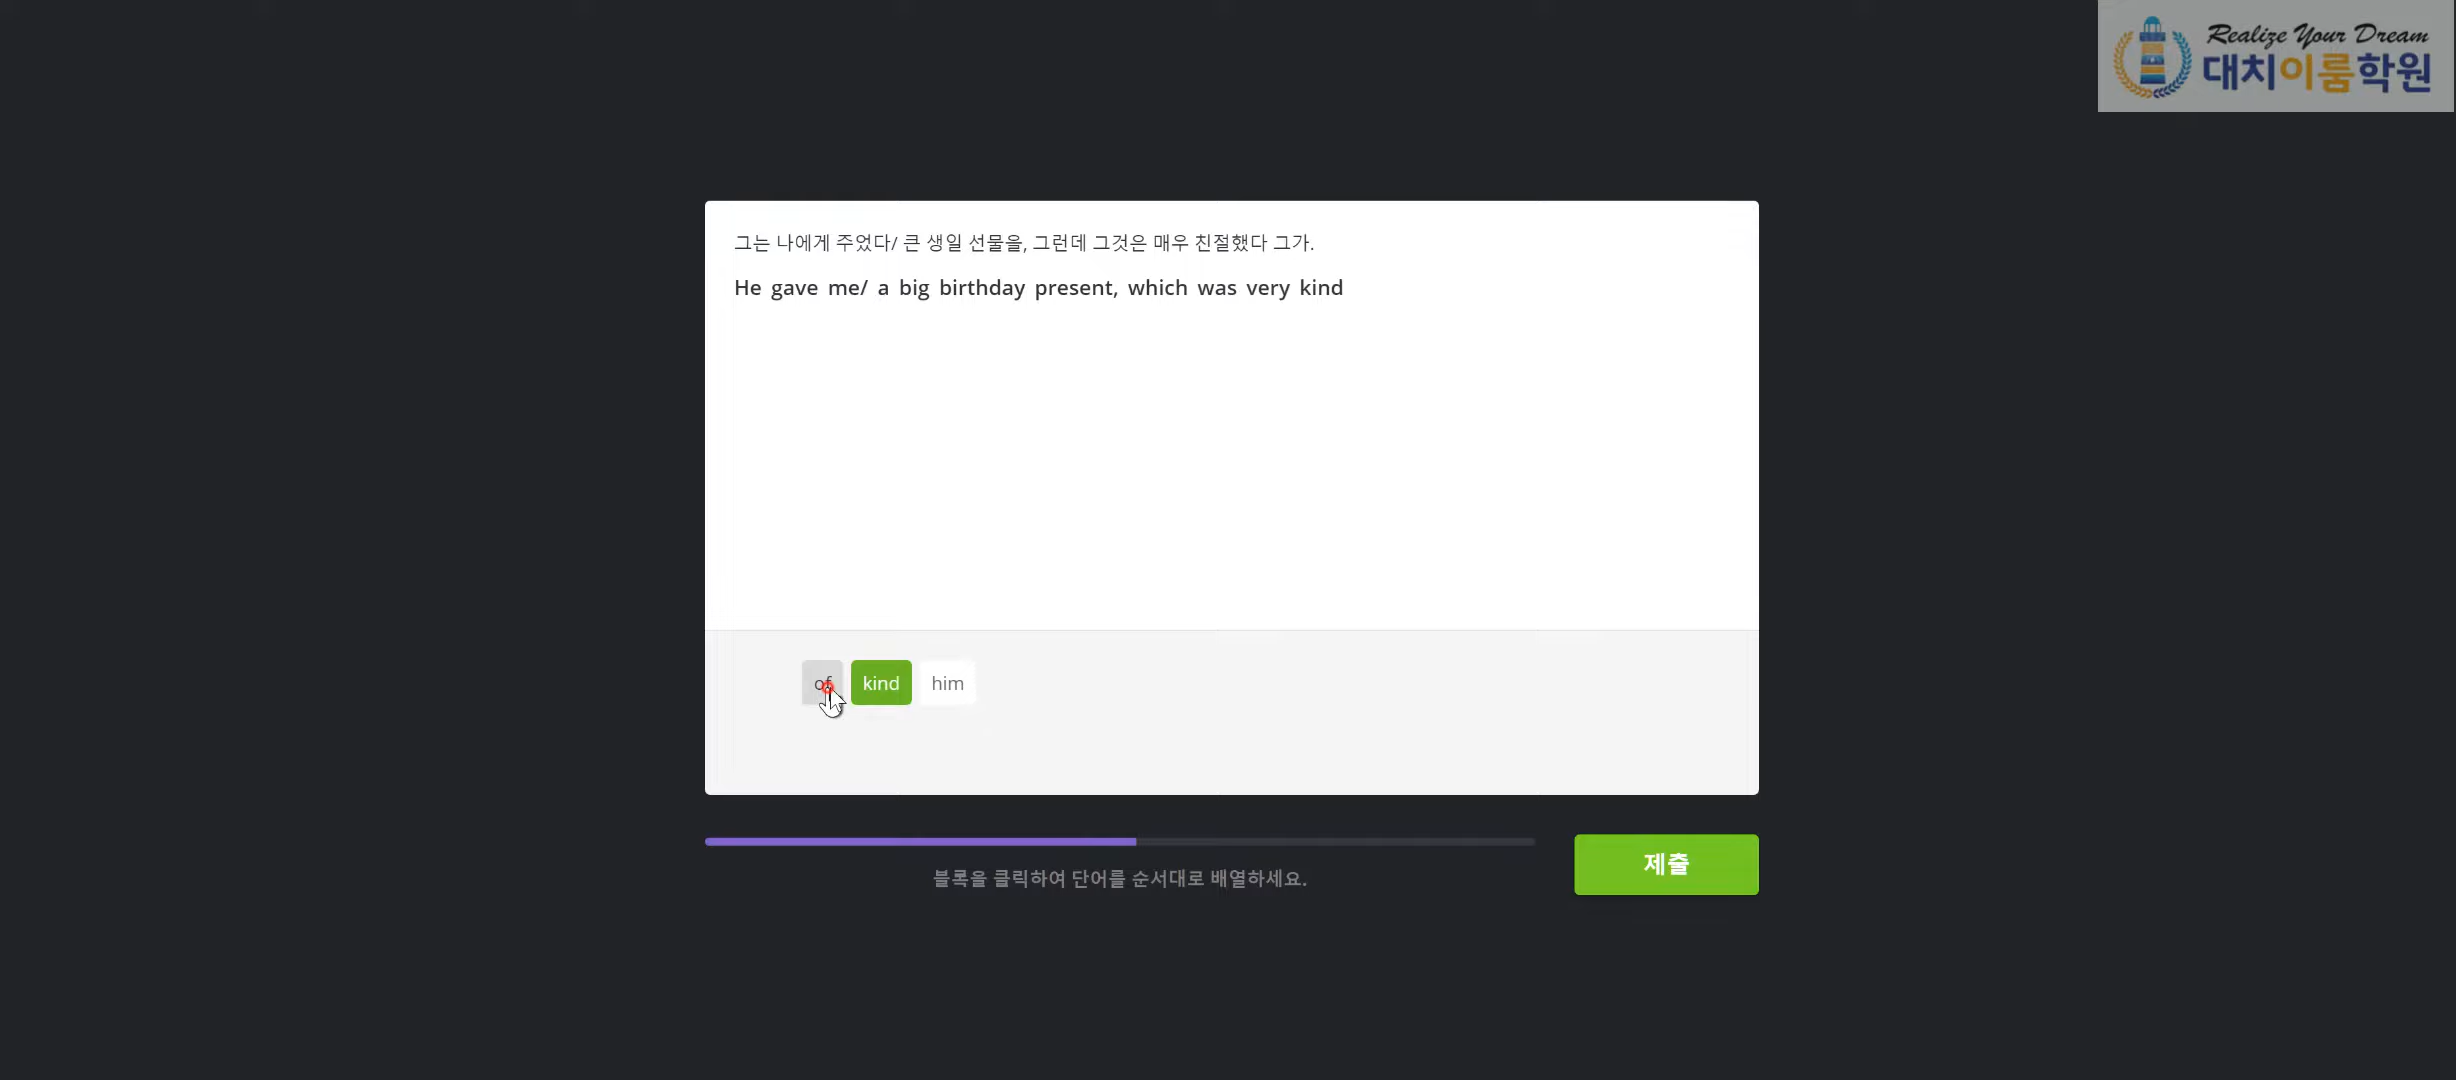 Realize Your Dream
대치이룸학원
그는 나에게 주었다/ 큰 생일 선물을, 그런데 그것은 매우 친절했다 그가.
He gave me/ a big birthday present, which was very kind
of kind him
블록을 클릭하여 단어를 순서대로 배열하세요.
제출